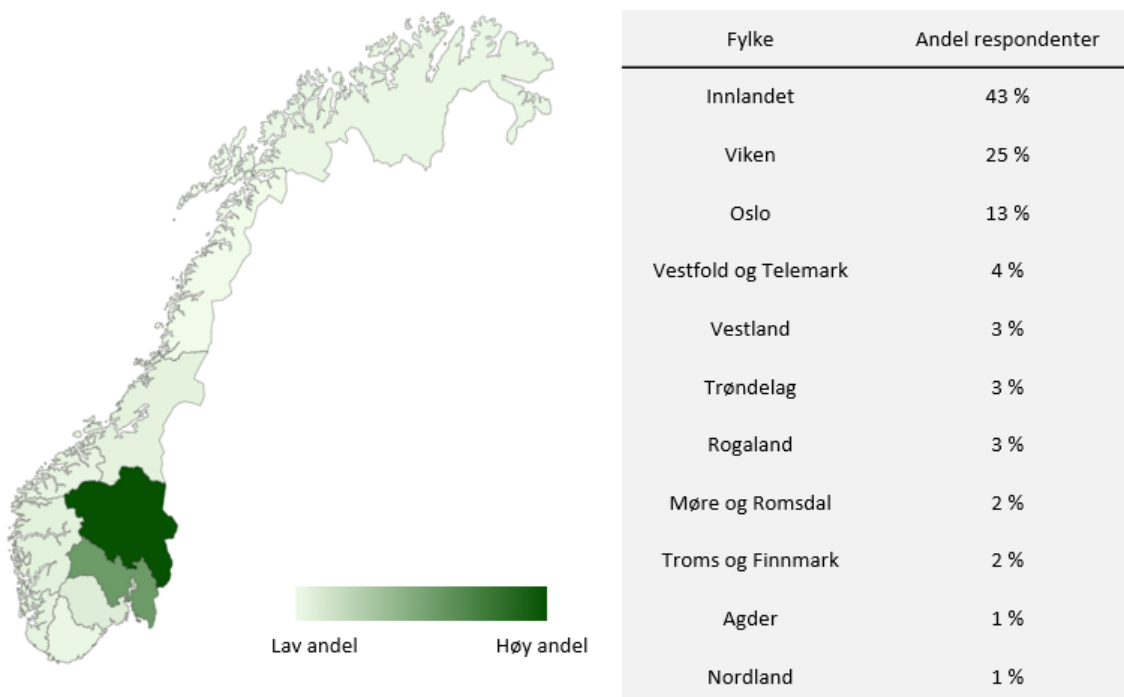 Fylke Andel respondenter
Innlandet 43 %
Viken 25 %
Oslo 13 %
Vestfold og Telemark 4 %
Vestland 3 %
Trøndelag 3 %
Rogaland 3 %
Møre og Romsdal 2 %
Troms og Finnmark 2 %
Agder 1 %
Nordland 1 %
Lav andel Høy andel